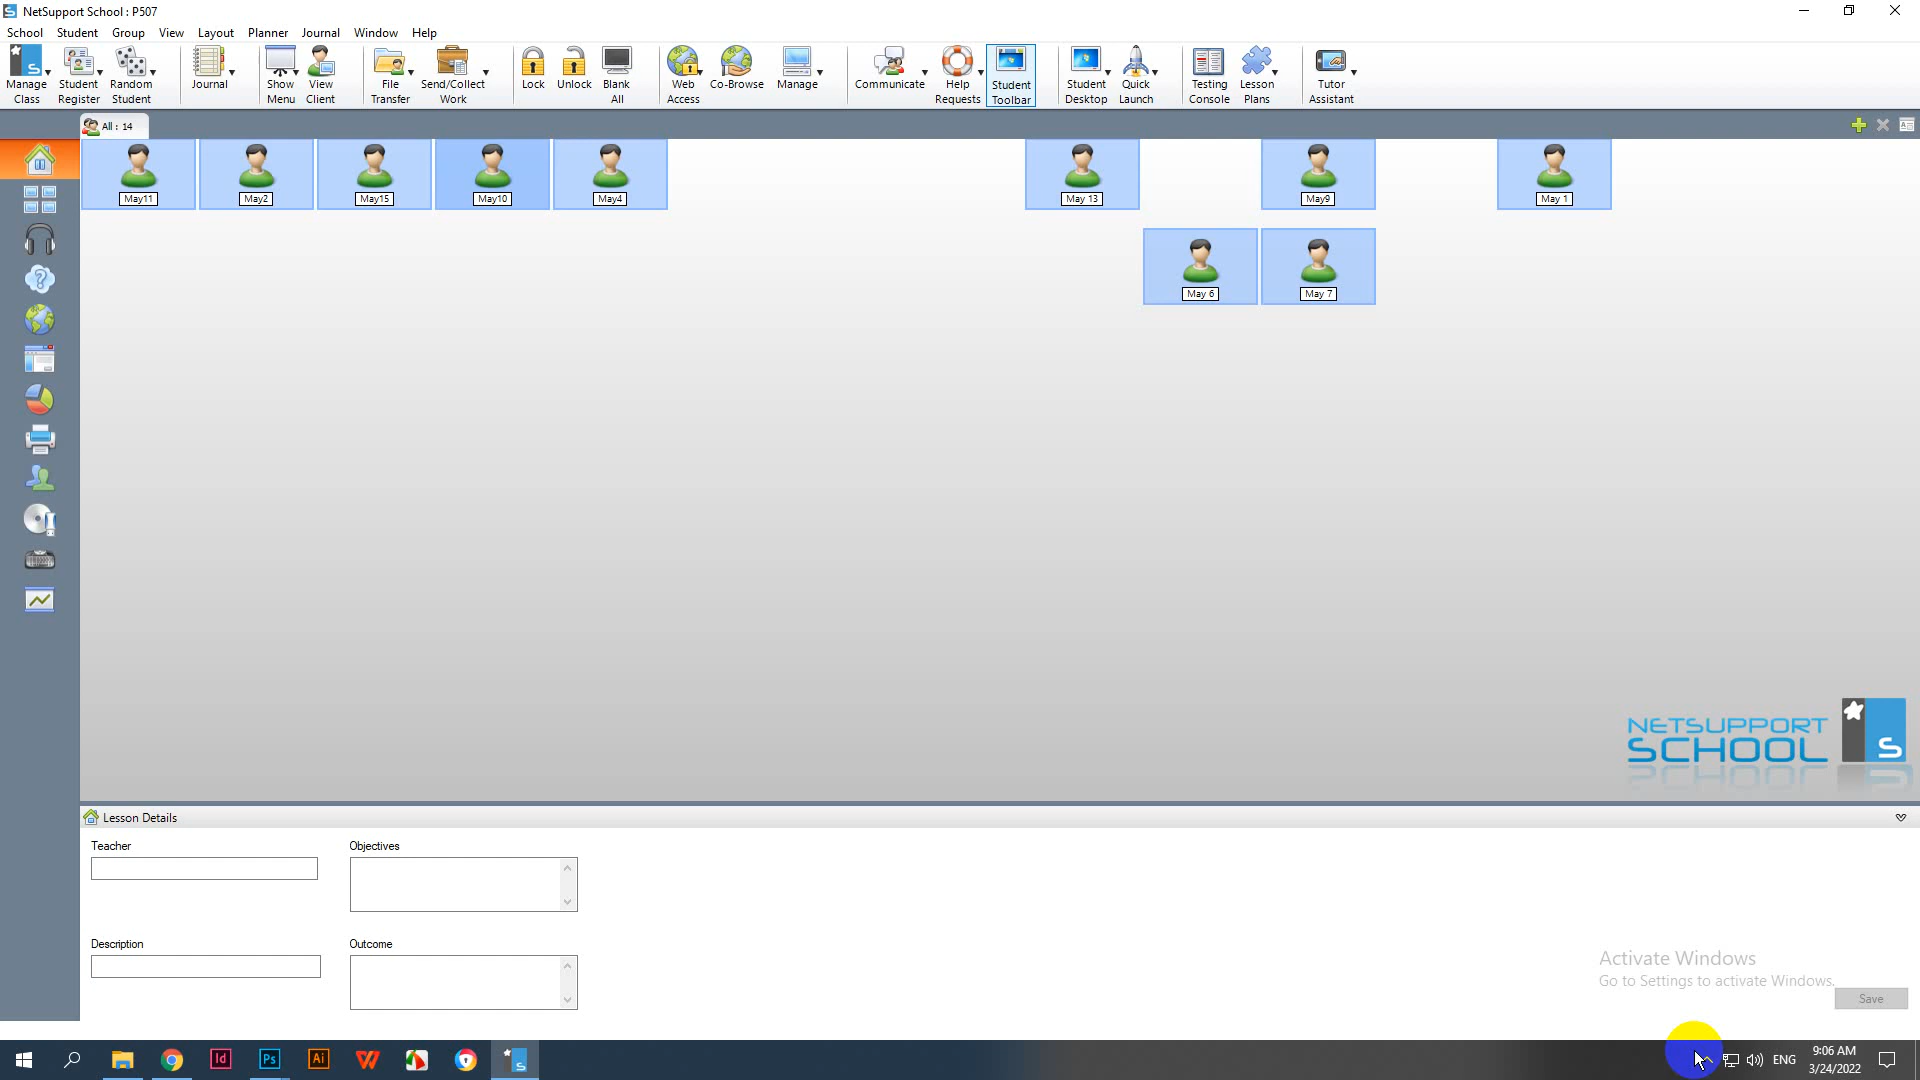 NetSupport School : P507
School Student Group View Layout Planner Journal Window Help
Manage Class
Student Register
Random Student
Journal
Show Menu
View Client
File Transfer
Send/Collect Work
Lock
Unlock
Blank All
Web Access
Co-Browse
Manage
Communicate
Help Requests
Student Toolbar
Student Desktop
Quick Launch
Testing Console
Lesson Plans
Tutor Assistant
All : 14
May11 May2 May15 May10 May4 May 13 May9 May 1
May 6 May 7
NETSUPPORT
SCHOOL
S
Lesson Details
Teacher Objectives
Description Outcome
Activate Windows
Go to Settings to activate Windows.
Save
Id Ps Ai
ENG
9:06 AM
3/24/2022